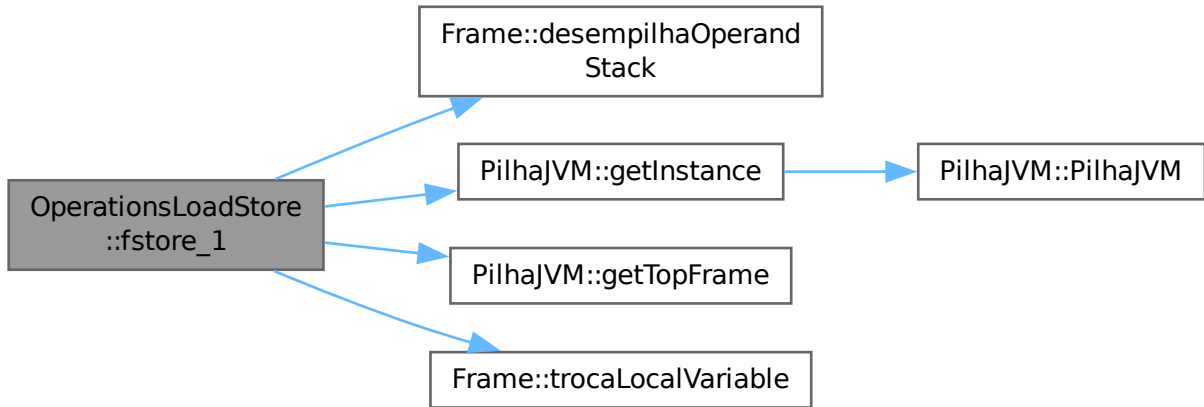 Frame::desempilhaOperand
Stack
OperationsLoadStore
::fstore_1
PilhaJVM::getInstance
PilhaJVM::PilhaJVM
PilhaJVM::getTopFrame
Frame::trocaLocalVariable